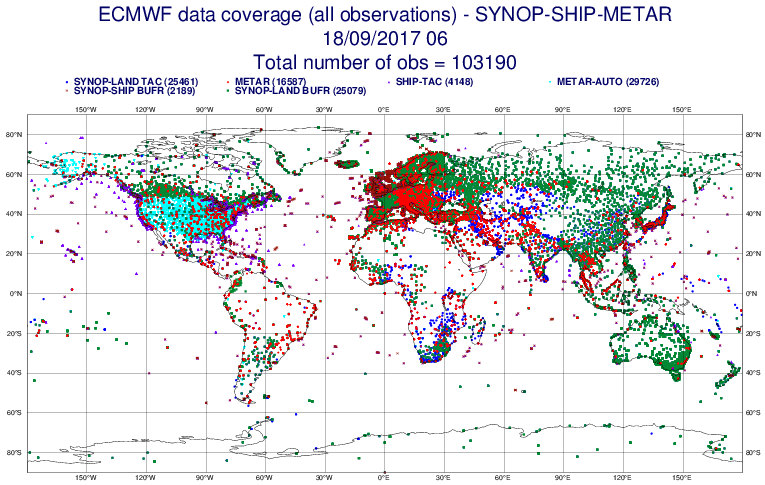 ECMWF data coverage (all observations) - SYNOP-SHIP-METAR
18/09/2017 06
Total number of obs = 103190
SYNOP-LAND TAC (25461) METAR (16587) SHIP-TAC (4148) METAR-AUTO (29726)
SYNOP-SHIP BUFR (2189) SYNOP-LAND BUFR (25079)
150°W 120°W 90°W 60°W 30°W 0°E 30°E 60°E 90°E 120°E 150°E
80°N 80°N
60°N 60°N
40°N 40°N
20°N 20°N
0°N 0°N
20°S 20°S
40°S 40°S
60°S 60°S
80°S 80°S
150°W 120°W 90°W 60°W 30°W 0°E 30°E 60°E 90°E 120°E 150°E